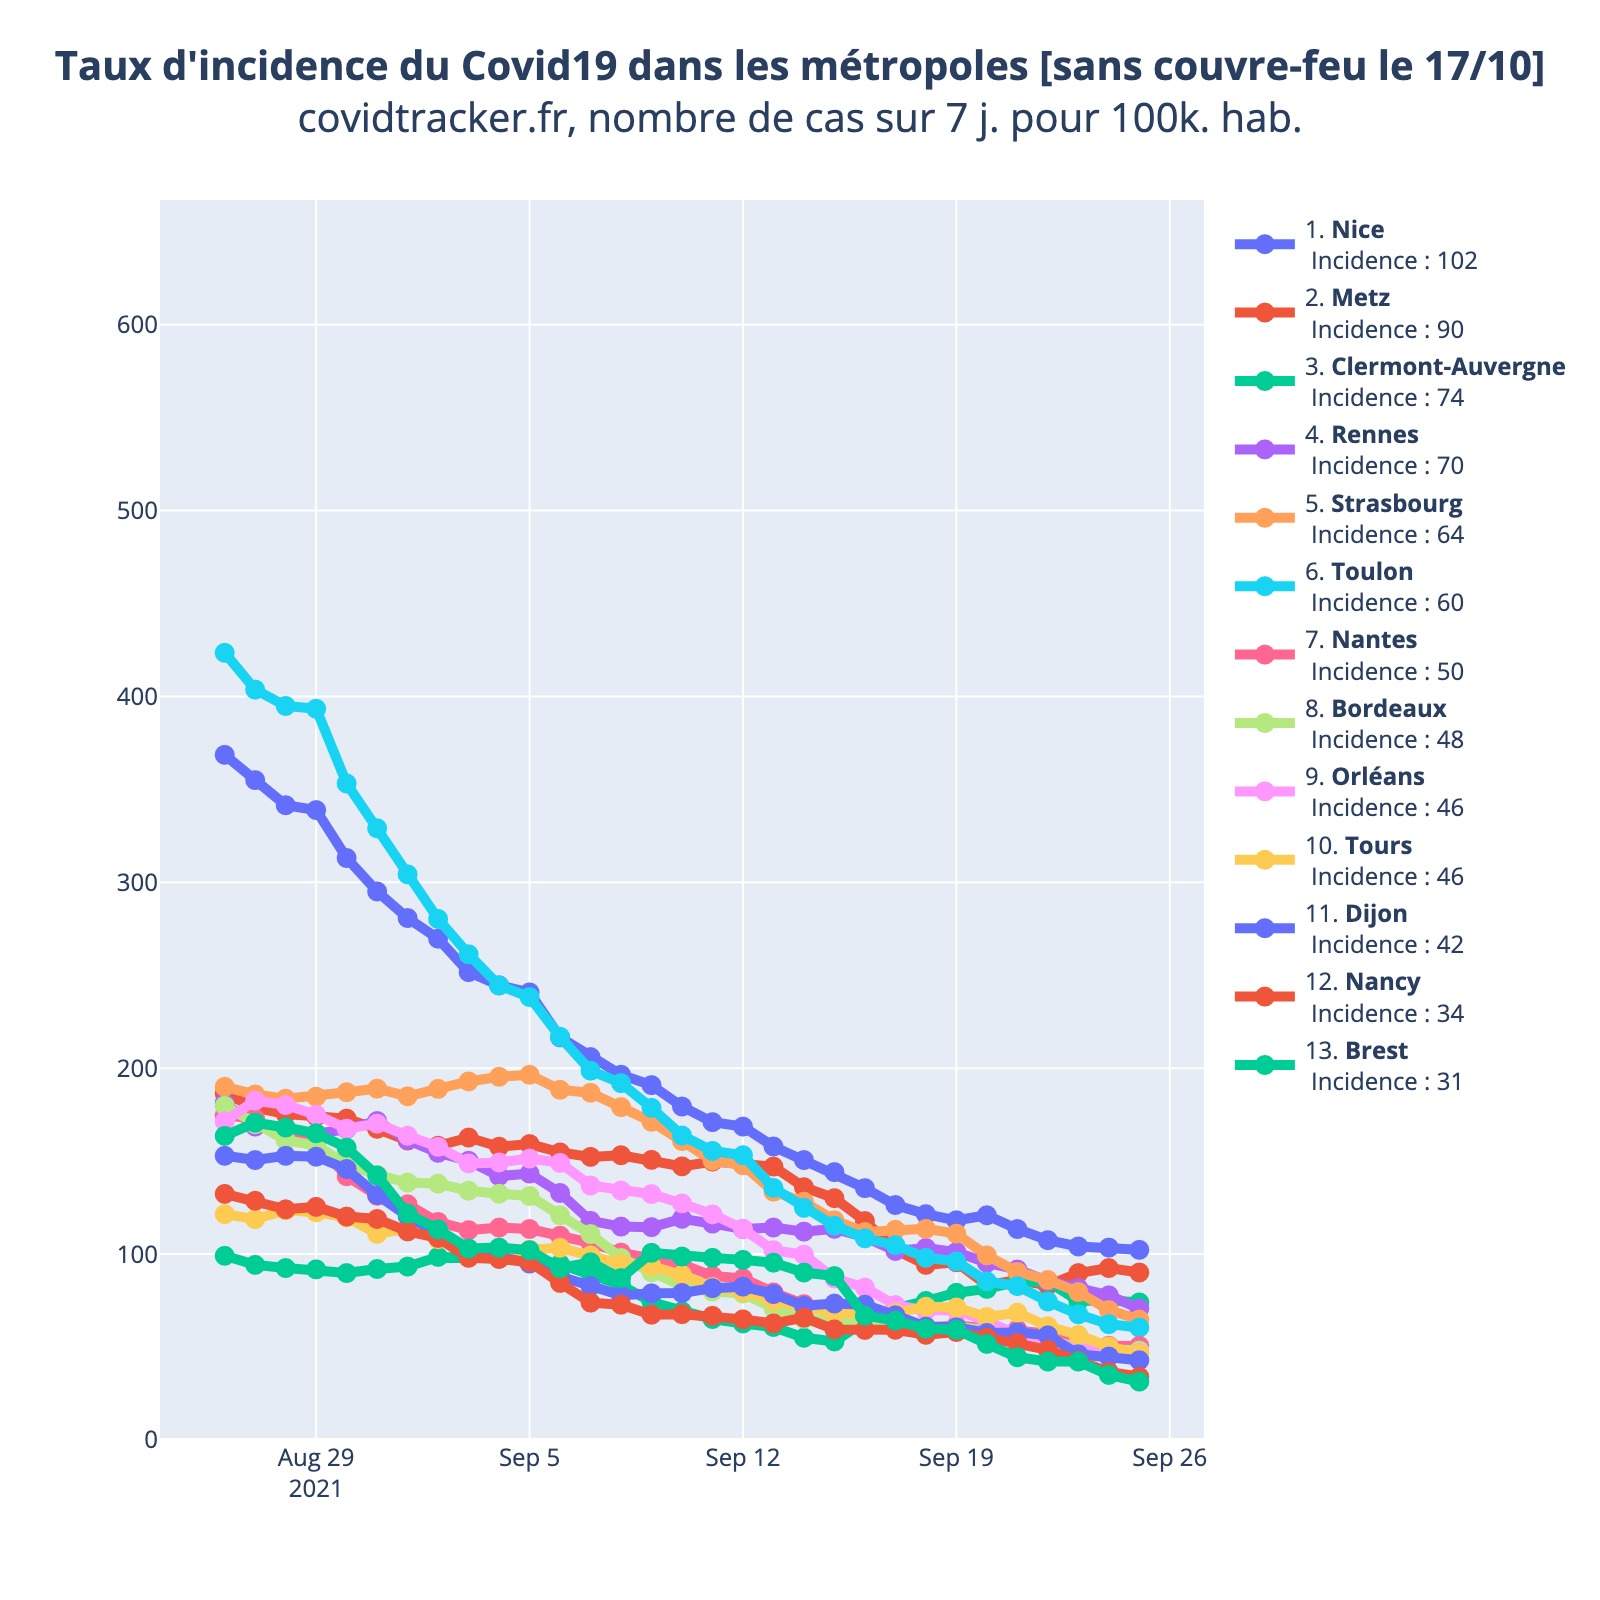 Taux d'incidence du Covid19 dans les métropoles [sans couvre-feu le 17/10]
covidtracker.fr, nombre de cas sur 7 j. pour 100k. hab.
600
500
400
300
200
100
0
Aug 29
2021
Sep 5
Sep 12
Sep 19
Sep 26
1. Nice
Incidence : 102
2. Metz
Incidence : 90
3. Clermont-Auvergne
Incidence : 74
4. Rennes
Incidence : 70
5. Strasbourg
Incidence : 64
6. Toulon
Incidence : 60
7. Nantes
Incidence : 50
8. Bordeaux
Incidence : 48
9. Orléans
Incidence : 46
10. Tours
Incidence : 46
11. Dijon
Incidence : 42
12. Nancy
Incidence : 34
13. Brest
Incidence : 31